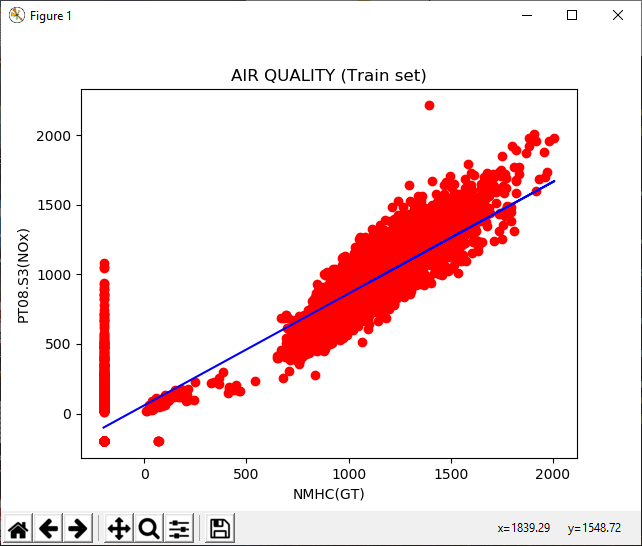 Figure 1
AIR QUALITY (Train set)
PT08.S3(NOx)
2000
1500
1000
500
0
0 500 1000 1500 2000
NMHC(GT)
x=1839.29 y=1548.72